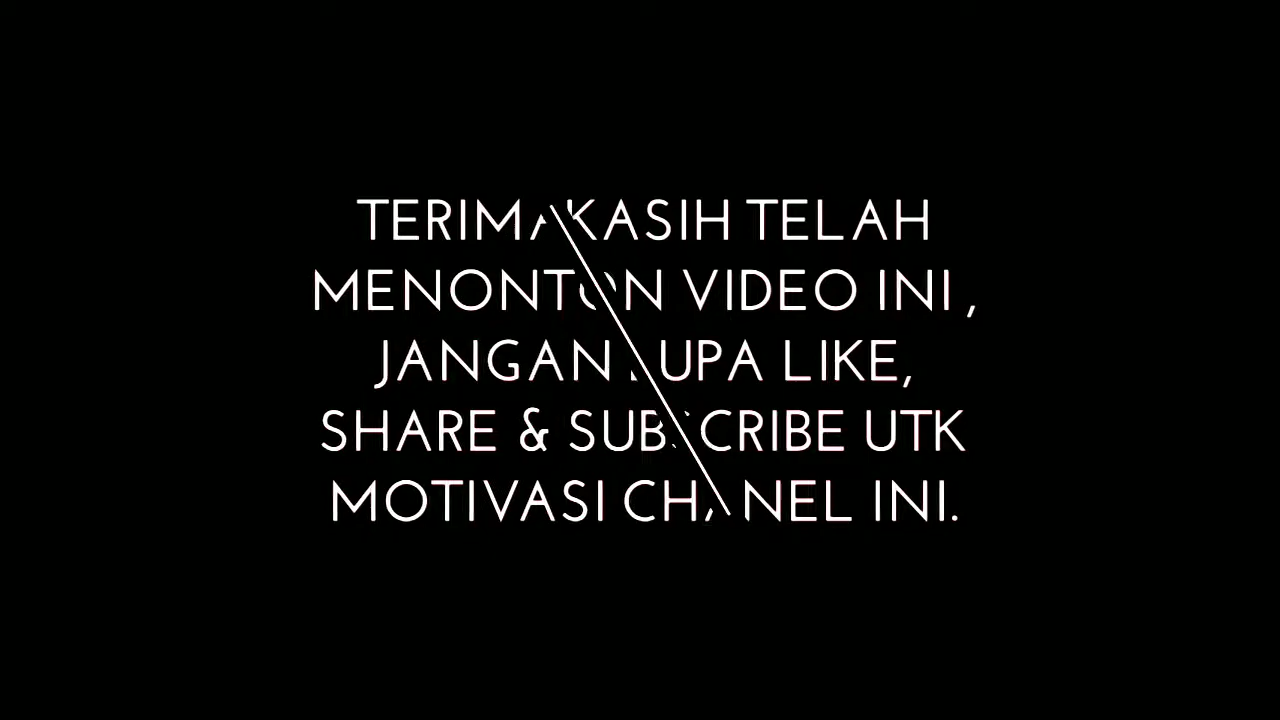 TERIMAKASIH TELAH
MENONTON VIDEO INI ,
JANGAN LUPA LIKE,
SHARE & SUBSCRIBE UTK
MOTIVASI CHANEL INI.